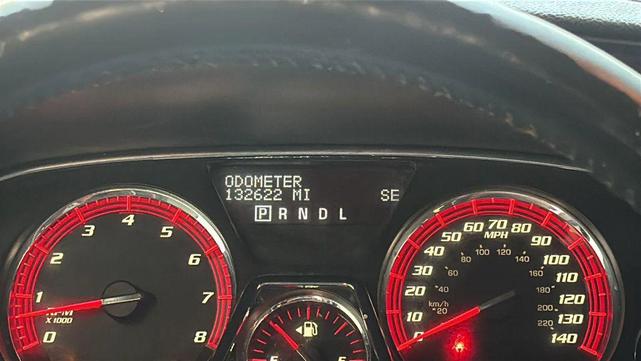 ODOMETER
132622 MI SE
P R N D L
0 1 2 3 4 5 6 7 8
RPM
X 1000
0 10 20 30 40 50 60 70 80 90 100 110 120 130 140
MPH
20 40 60 80 100 120 140 160 180 200 220
km/h
E F